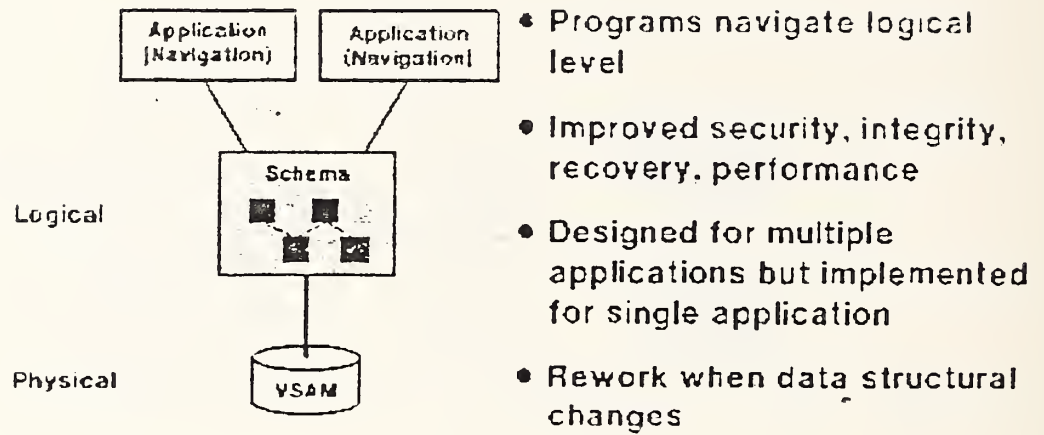 Application
(Navigation)
Application
(Navigation)
Schema
Logical
Physical
VSAM
• Programs navigate logical
level
• Improved security, integrity,
recovery, performance
• Designed for multiple
applications but implemented
for single application
• Rework when data structural
changes